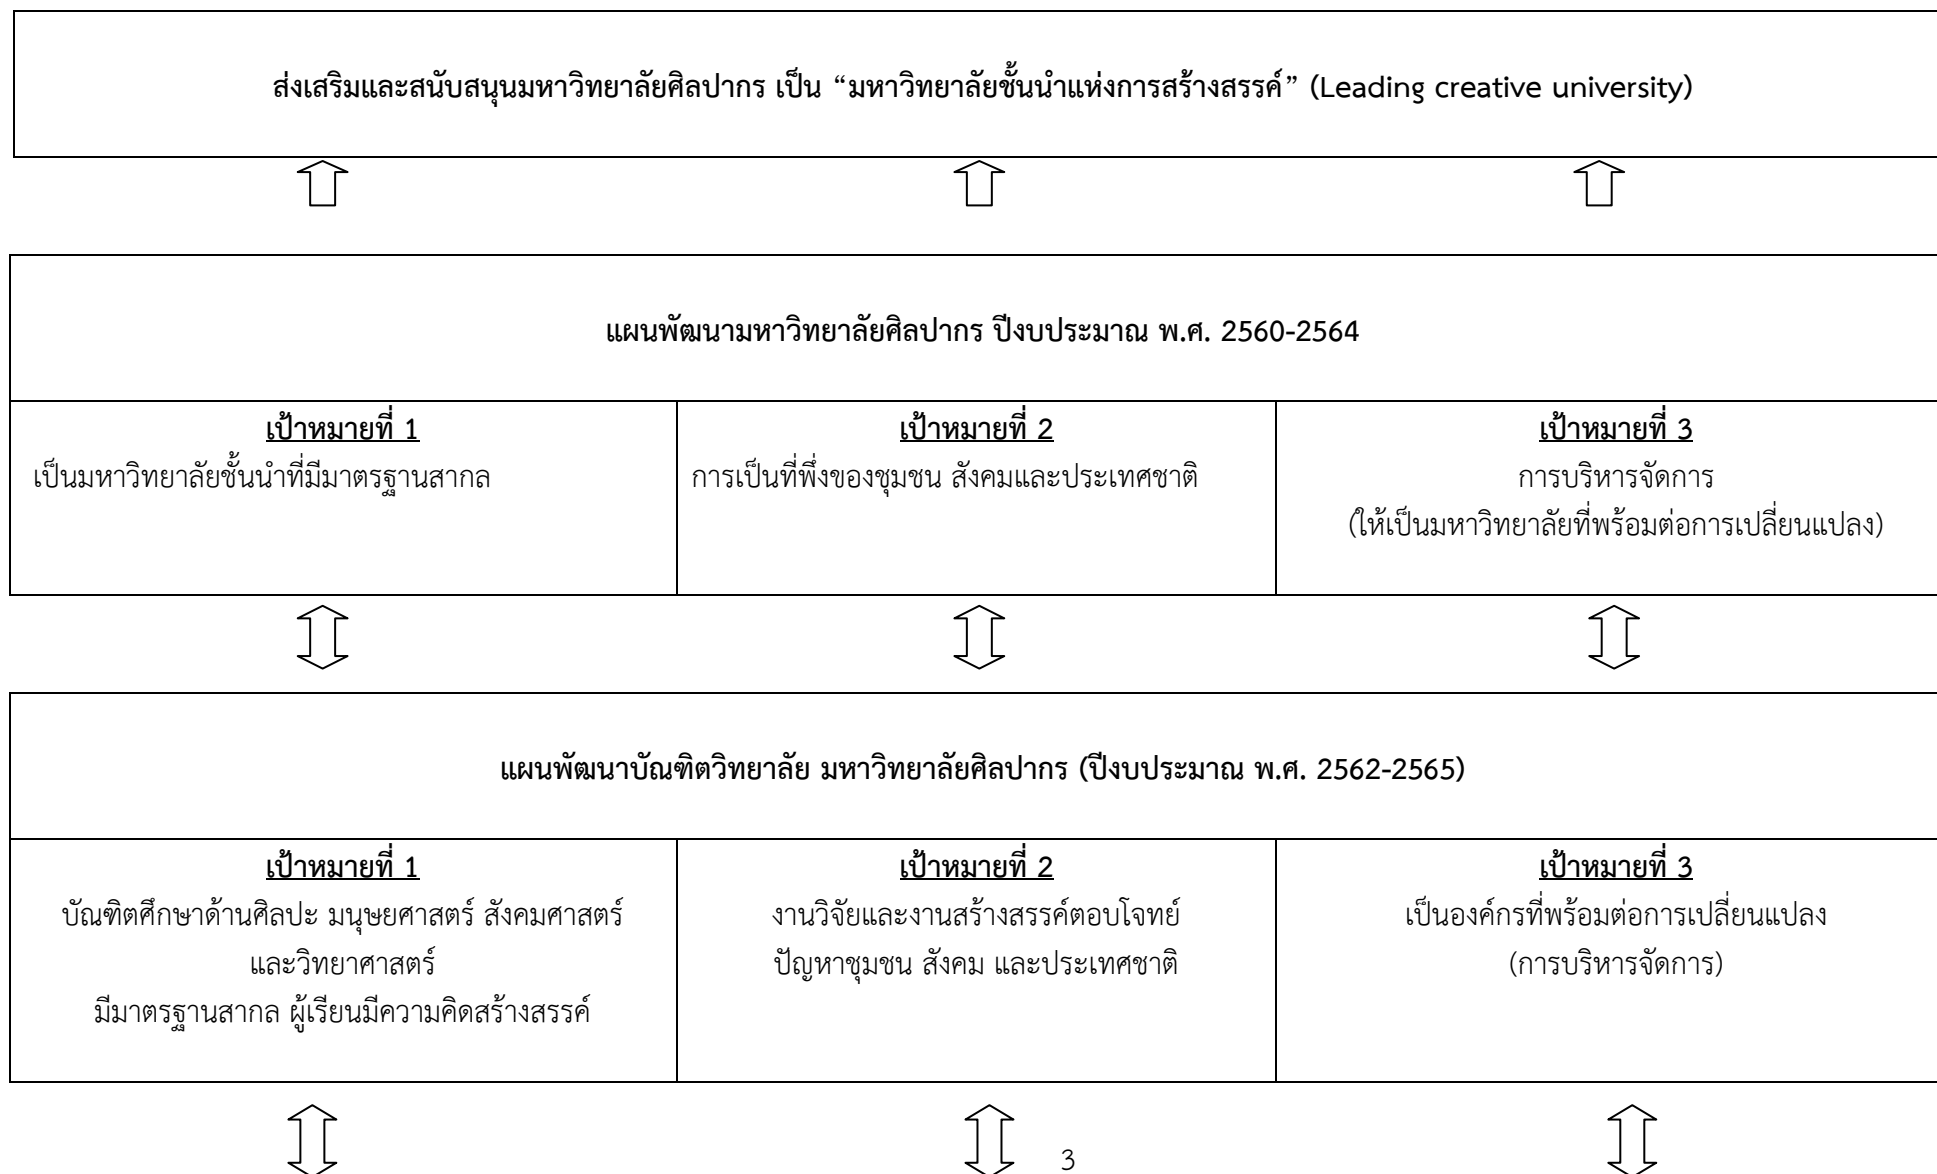 ส่งเสริมและสนับสนุนมหาวิทยาลัยศิลปากร เป็น “มหาวิทยาลัยชั้นนำแห่งการสร้างสรรค์” (Leading creative university)
แผนพัฒนามหาวิทยาลัยศิลปากร ปีงบประมาณ พ.ศ. 2560-2564
เป้าหมายที่ 1
เป็นมหาวิทยาลัยชั้นนำที่มีมาตรฐานสากล
เป้าหมายที่ 2
การเป็นที่พึ่งของชุมชน สังคมและประเทศชาติ
เป้าหมายที่ 3
การบริหารจัดการ
(ให้เป็นมหาวิทยาลัยที่พร้อมต่อการเปลี่ยนแปลง)
แผนพัฒนาบัณฑิตวิทยาลัย มหาวิทยาลัยศิลปากร (ปีงบประมาณ พ.ศ. 2562-2565)
เป้าหมายที่ 1
บัณฑิตศึกษาด้านศิลปะ มนุษยศาสตร์ สังคมศาสตร์
และวิทยาศาสตร์
มีมาตรฐานสากล ผู้เรียนมีความคิดสร้างสรรค์
เป้าหมายที่ 2
งานวิจัยและงานสร้างสรรค์ตอบโจทย์
ปัญหาชุมชน สังคม และประเทศชาติ
เป้าหมายที่ 3
เป็นองค์กรที่พร้อมต่อการเปลี่ยนแปลง
(การบริหารจัดการ)
3